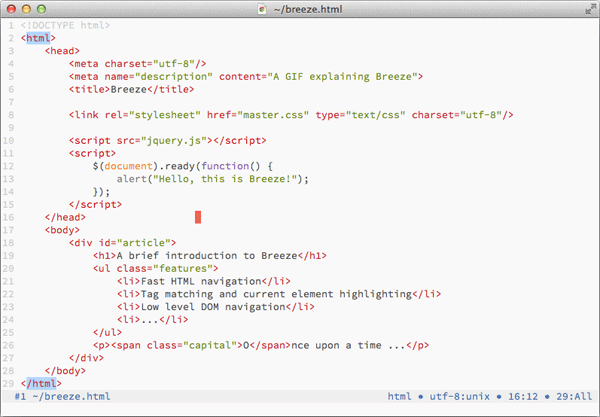 ~/breeze.html
1 <!DOCTYPE html>
2 <html>
3     <head>
4         <meta charset="utf-8"/>
5         <meta name="description" content="A GIF explaining Breeze">
6         <title>Breeze</title>
7
8         <link rel="stylesheet" href="master.css" type="text/css" charset="utf-8"/>
9
10         <script src="jquery.js"></script>
11         <script>
12             $(document).ready(function() {
13                 alert("Hello, this is Breeze!");
14             });
15         </script>
16     </head>
17     <body>
18         <div id="article">
19             <h1>A brief introduction to Breeze</h1>
20             <ul class="features">
21                 <li>Fast HTML navigation</li>
22                 <li>Tag matching and current element highlighting</li>
23                 <li>Low level DOM navigation</li>
24                 <li>...</li>
25             </ul>
26             <p><span class="capital">O</span>nce upon a time ...</p>
27         </div>
28     </body>
29 </html>
#1 ~/breeze.html html • utf-8:unix • 16:12 • 29:All